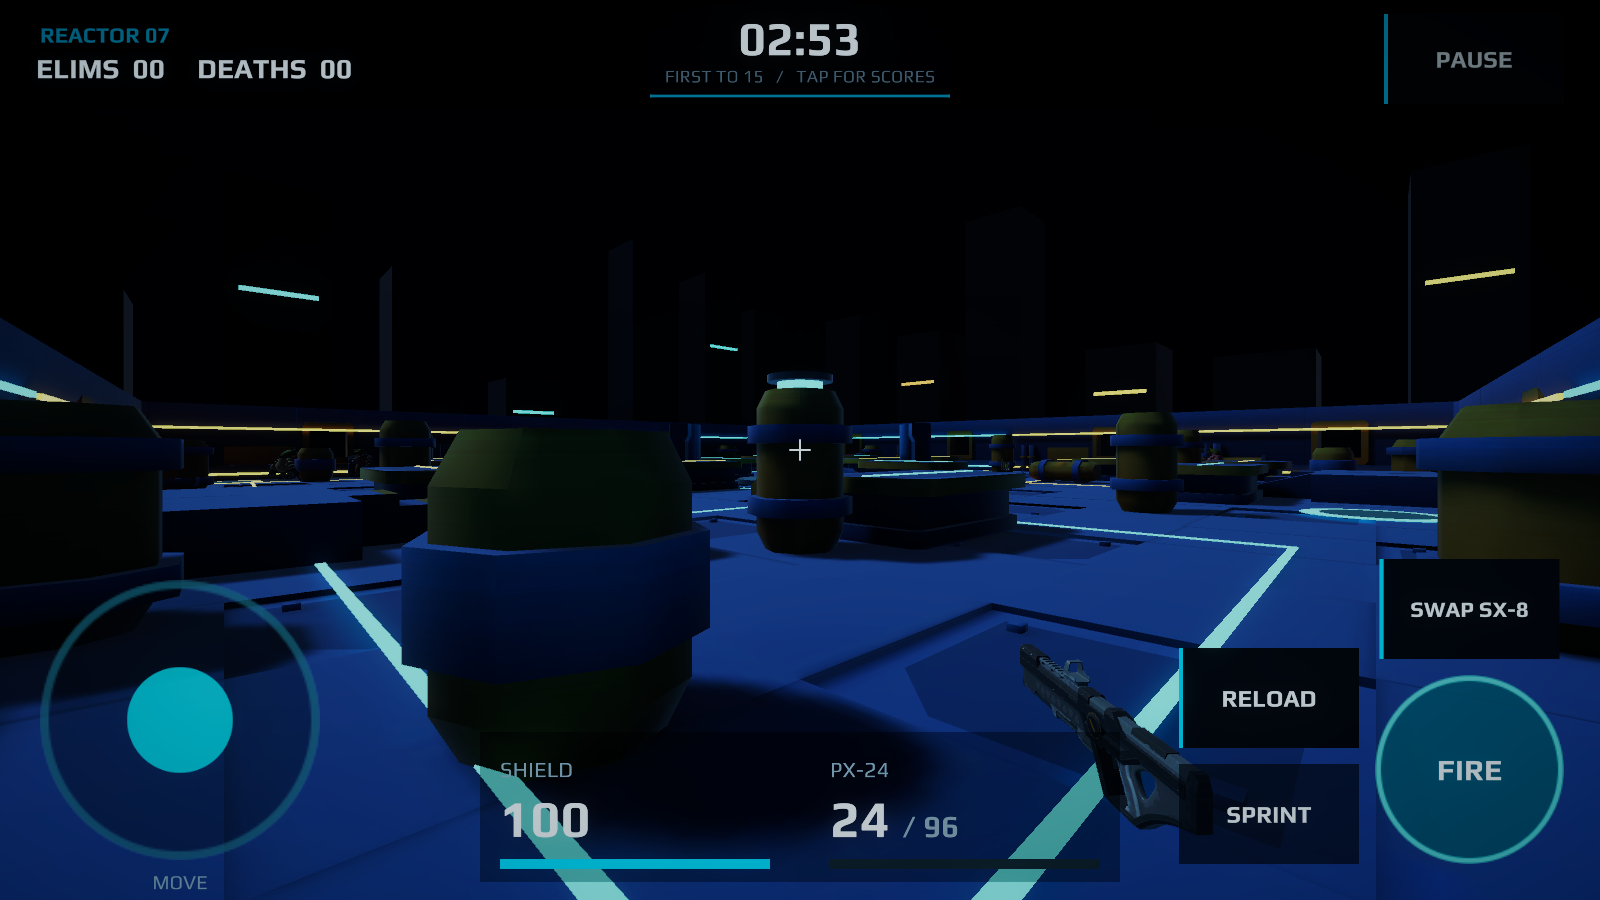 REACTOR 07
ELIMS 00 DEATHS 00
02:53
FIRST TO 15 / TAP FOR SCORES
PAUSE
SWAP SX-8
RELOAD
FIRE
SPRINT
SHIELD
100
PX-24
24 / 96
MOVE